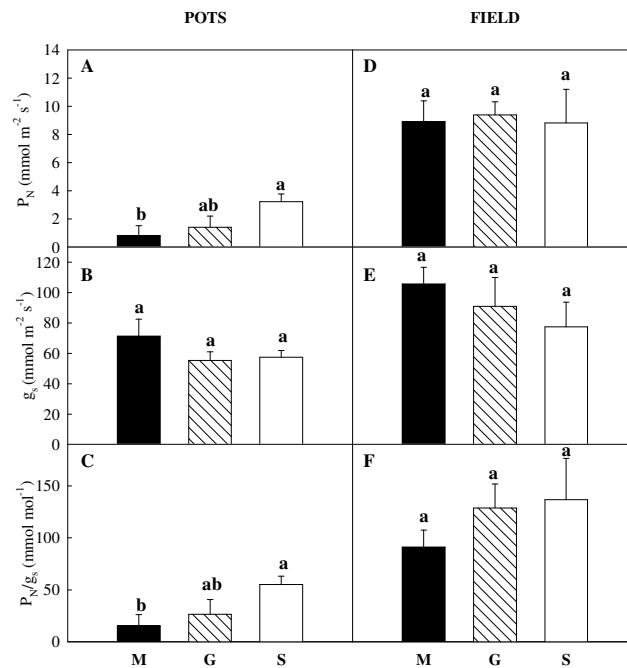 POTS FIELD
A D
14
12
10
8
6
4
2
0
P_N (mmol m⁻² s⁻¹)
b ab a
a a a
B E
120
100
80
60
40
20
0
g_s (mmol m⁻² s⁻¹)
a a a
a a a
C F
150
100
50
0
P_N/g_s (mmol mol⁻¹)
b ab a
a a a
M G S M G S